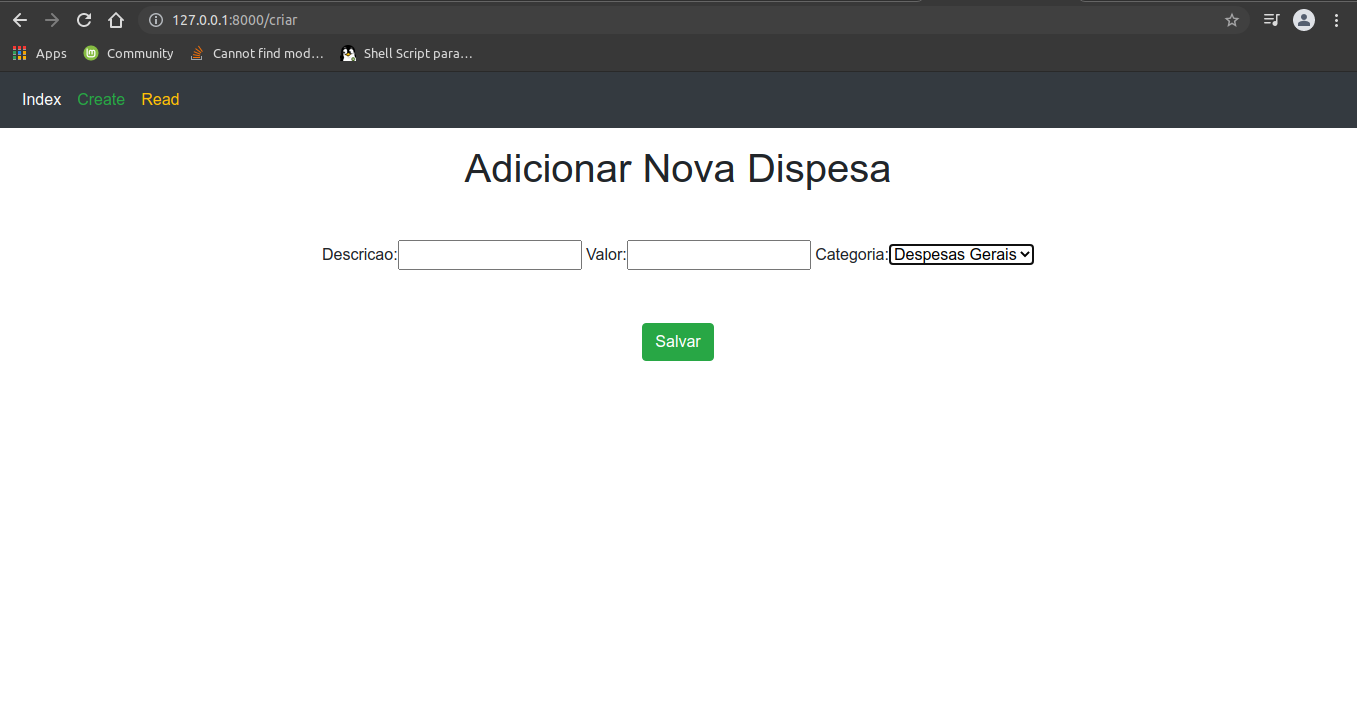 127.0.0.1:8000/criar
Apps Community Cannot find mod... Shell Script para...
Index Create Read
Adicionar Nova Dispesa
Descricao: Valor: Categoria: Despesas Gerais
Salvar